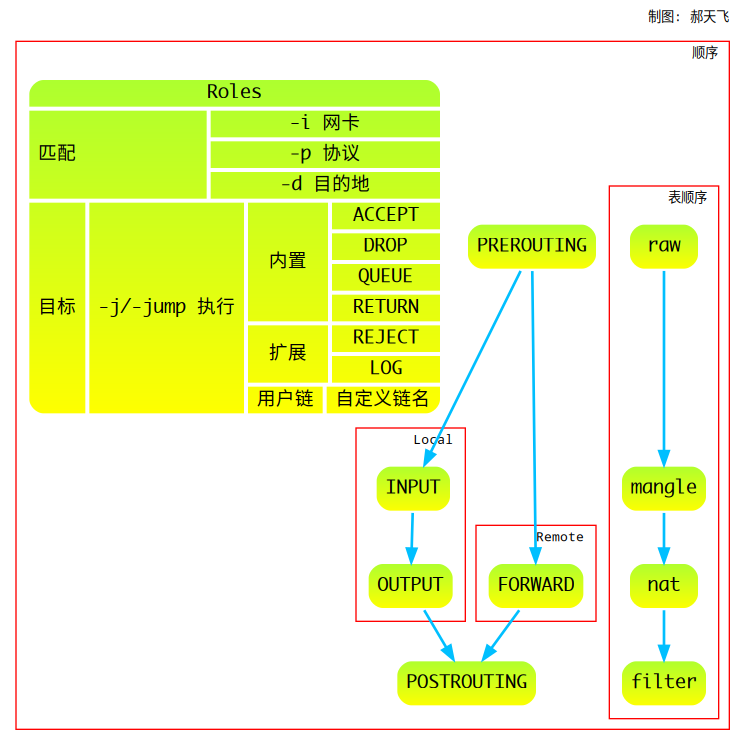 制图: 郝天飞
顺序
Roles
匹配
-i 网卡
-p 协议
-d 目的地
目标
-j/-jump 执行
内置
ACCEPT
DROP
QUEUE
RETURN
扩展
REJECT
LOG
用户链
自定义链名
PREROUTING
Local
INPUT
OUTPUT
Remote
FORWARD
POSTROUTING
表顺序
raw
mangle
nat
filter